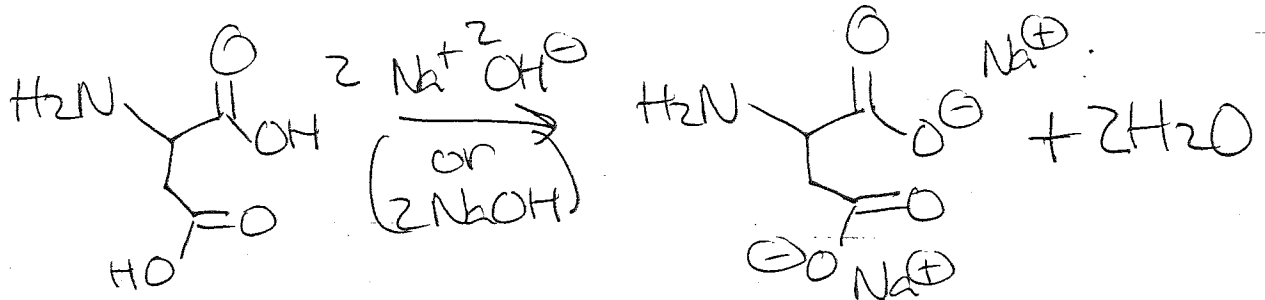 O
H2N
OH
O
HO
2 Na+ 2 OH⊖
(or
2NaOH)
O
Na⊕
H2N
O⊖
O
⊖O Na⊕
+ 2H2O